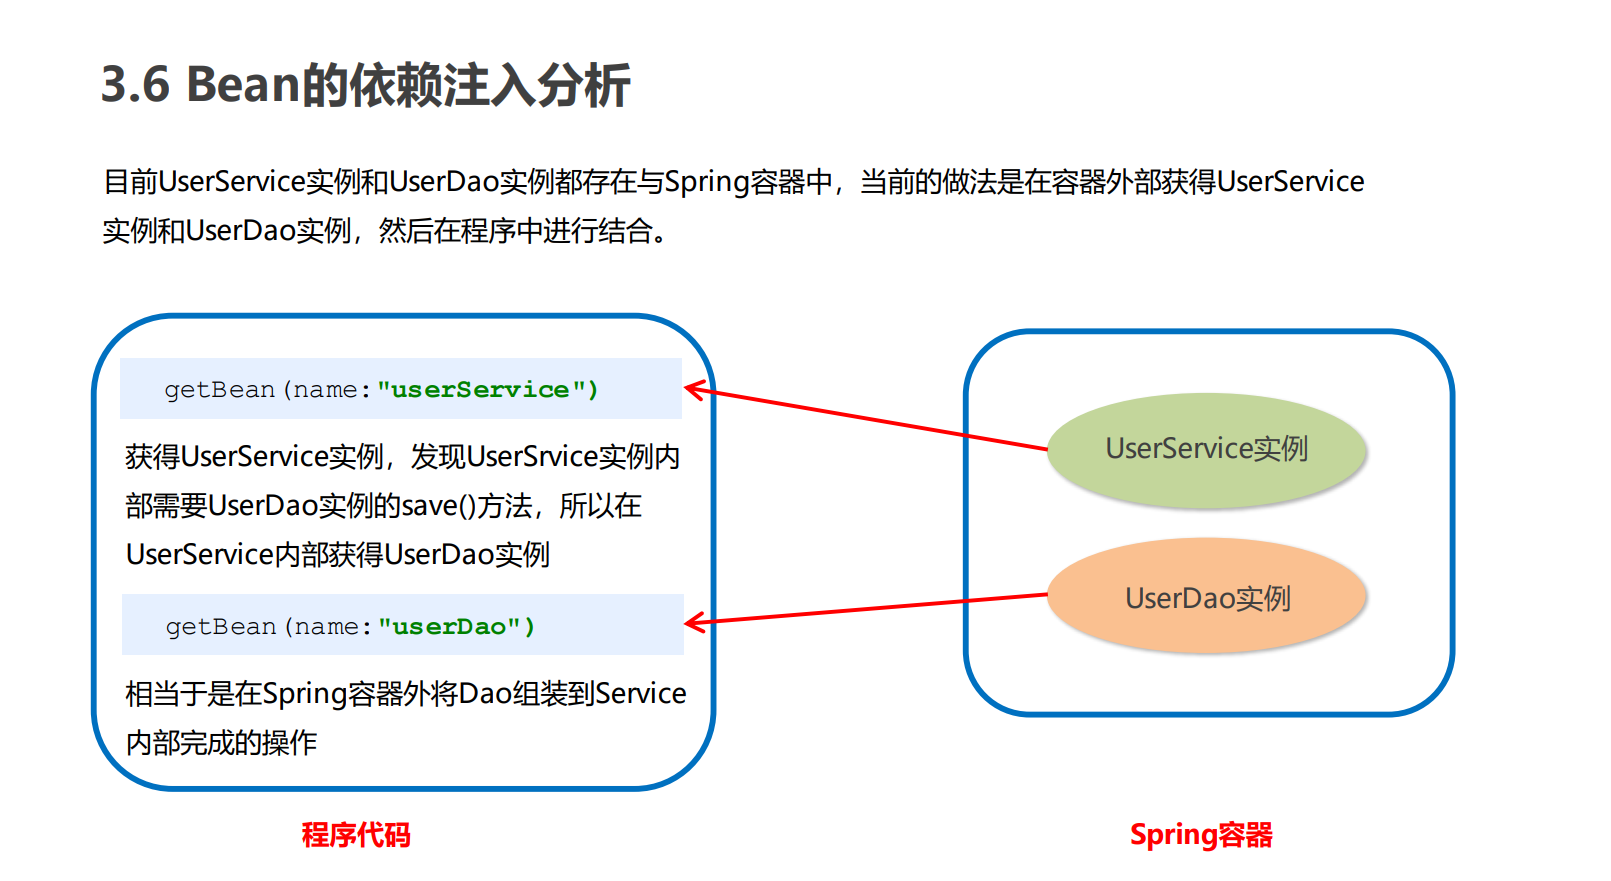 3.6 Bean的依赖注入分析
目前UserService实例和UserDao实例都存在与Spring容器中，当前的做法是在容器外部获得UserService
实例和UserDao实例，然后在程序中进行结合。
getBean(name:"userService")
获得UserService实例，发现UserSrvice实例内
部需要UserDao实例的save()方法，所以在
UserService内部获得UserDao实例
getBean(name:"userDao")
相当于是在Spring容器外将Dao组装到Service
内部完成的操作
程序代码
UserService实例
UserDao实例
Spring容器